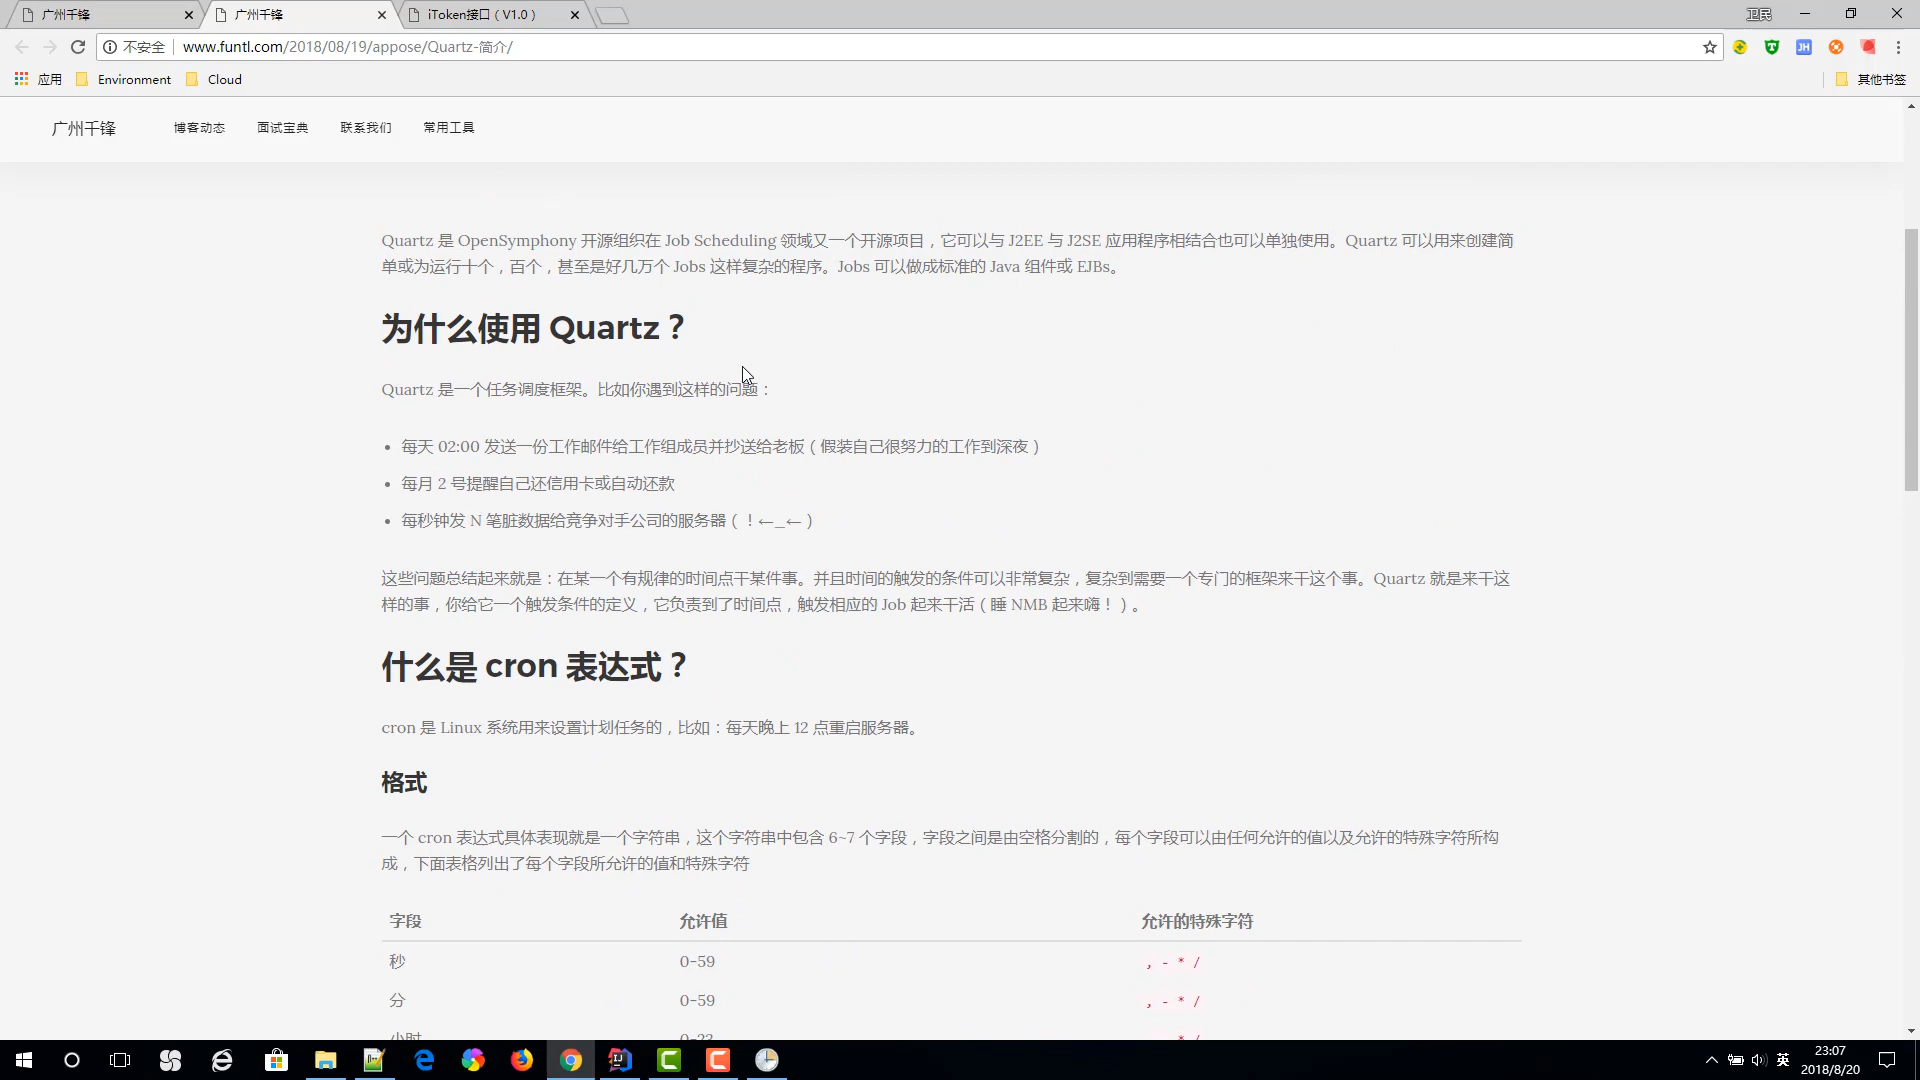 广州千锋
广州千锋
iToken接口（V1.0）
卫民
不安全
www.funtl.com/2018/08/19/appose/Quartz-简介/
JH
应用
Environment
Cloud
其他书签
广州千锋
博客动态
面试宝典
联系我们
常用工具
Quartz 是 OpenSymphony 开源组织在 Job Scheduling 领域又一个开源项目，它可以与 J2EE 与 J2SE 应用程序相结合也可以单独使用。Quartz 可以用来创建简
单或为运行十个，百个，甚至是好几万个 Jobs 这样复杂的程序。Jobs 可以做成标准的 Java 组件或 EJBs。
为什么使用 Quartz？
Quartz 是一个任务调度框架。比如你遇到这样的问题：
• 每天 02:00 发送一份工作邮件给工作组成员并抄送给老板（假装自己很努力的工作到深夜）
• 每月 2 号提醒自己还信用卡或自动还款
• 每秒钟发 N 笔脏数据给竞争对手公司的服务器（！←_←）
这些问题总结起来就是：在某一个有规律的时间点干某件事。并且时间的触发的条件可以非常复杂，复杂到需要一个专门的框架来干这个事。Quartz 就是来干这
样的事，你给它一个触发条件的定义，它负责到了时间点，触发相应的 Job 起来干活（睡 NMB 起来嗨！）。
什么是 cron 表达式？
cron 是 Linux 系统用来设置计划任务的，比如：每天晚上 12 点重启服务器。
格式
一个 cron 表达式具体表现就是一个字符串，这个字符串中包含 6~7 个字段，字段之间是由空格分割的，每个字段可以由任何允许的值以及允许的特殊字符所构
成，下面表格列出了每个字段所允许的值和特殊字符
字段 允许值 允许的特殊字符
秒 0-59 , - * /
分 0-59 , - * /
小时 0-23 , - * /
英
23:07
2018/8/20